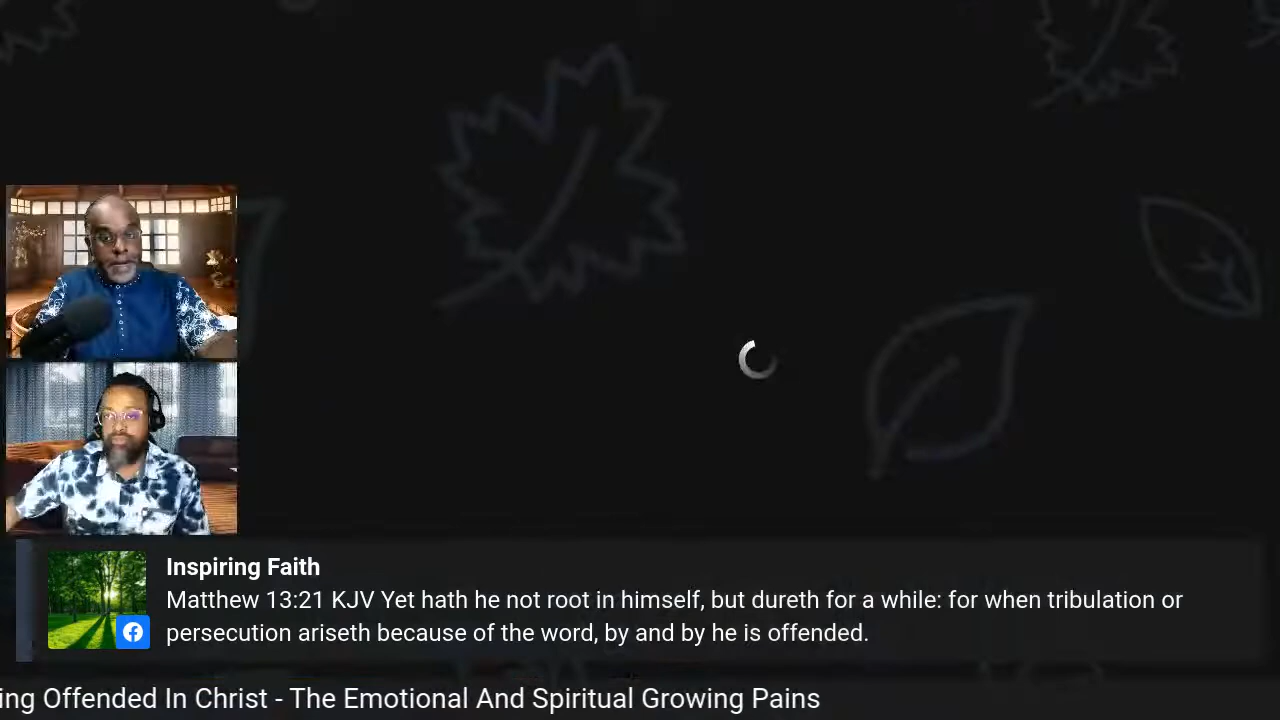 Inspiring Faith
Matthew 13:21 KJV Yet hath he not root in himself, but dureth for a while: for when tribulation or
persecution ariseth because of the word, by and by he is offended.
ing Offended In Christ - The Emotional And Spiritual Growing Pains